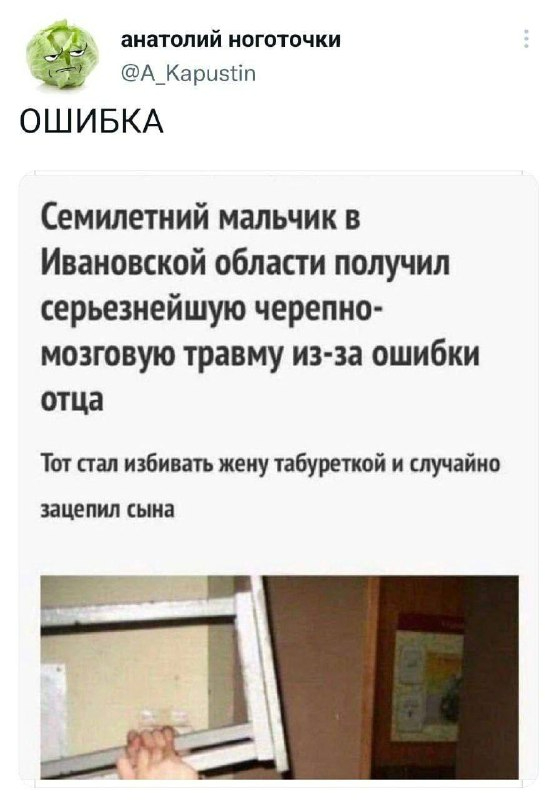 анатолий ноготочки
@A_Kapustin
ОШИБКА
Семилетний мальчик в
Ивановской области получил
серьезнейшую черепно-
мозговую травму из-за ошибки
отца
Тот стал избивать жену табуреткой и случайно
зацепил сына